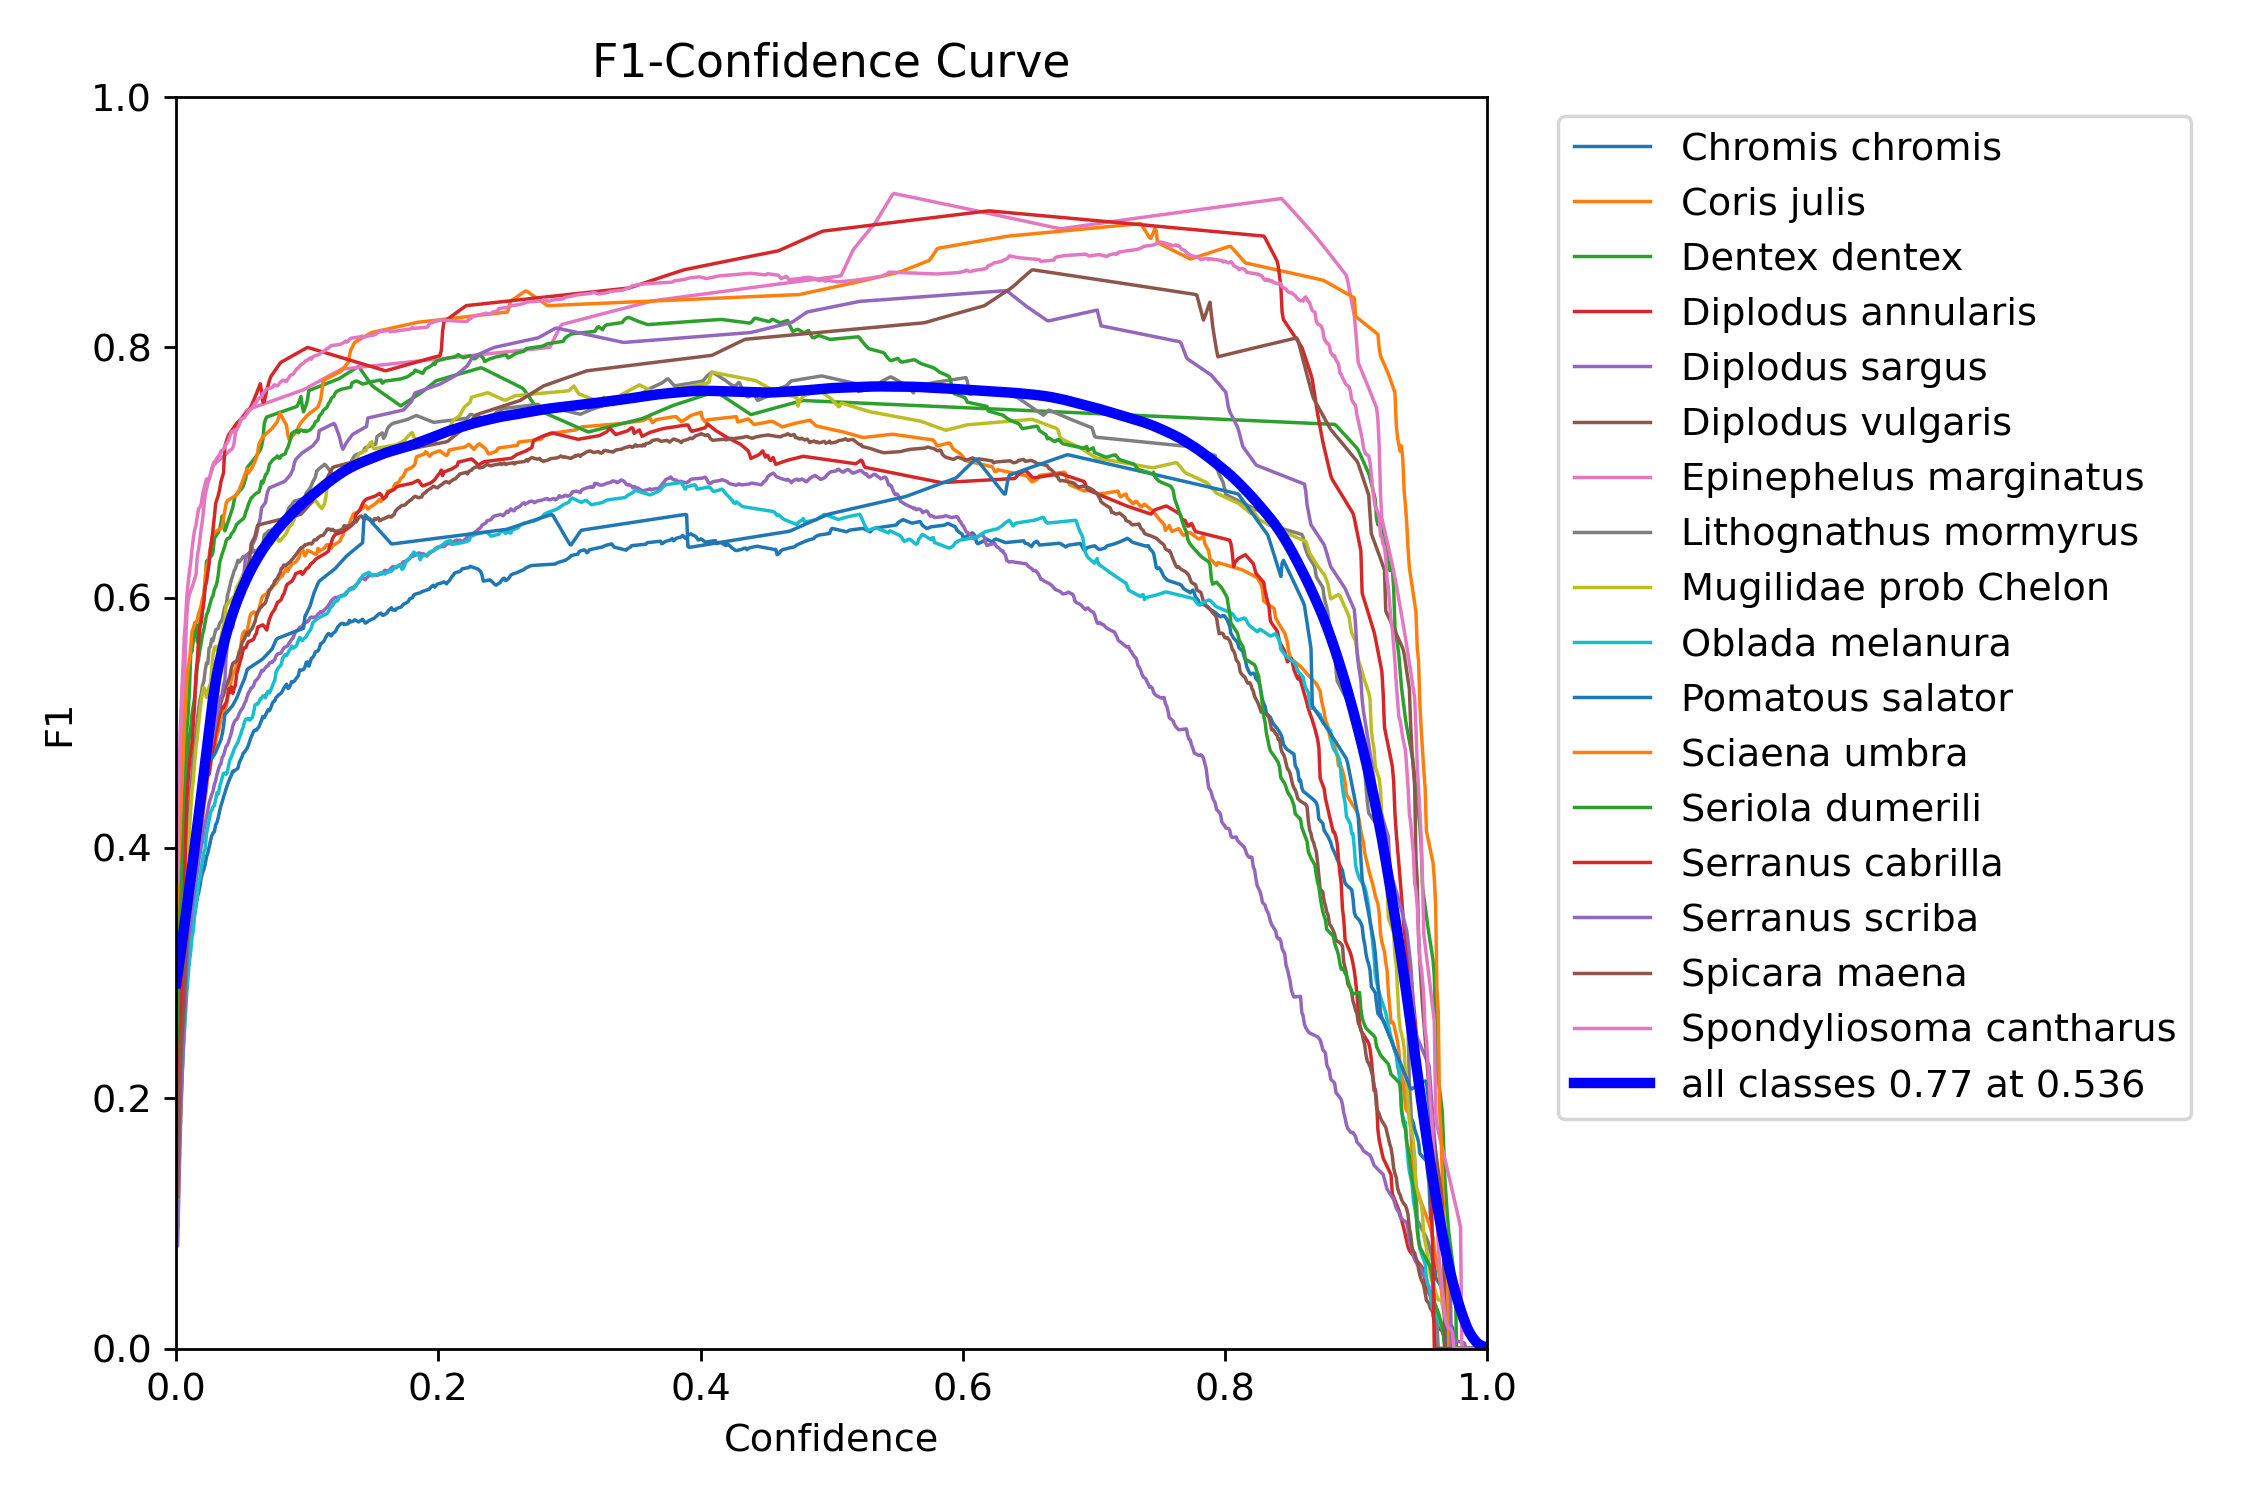 F1-Confidence Curve
1.0
0.8
0.6
0.4
0.2
0.0
F1
0.0 0.2 0.4 0.6 0.8 1.0
Confidence
Chromis chromis
Coris julis
Dentex dentex
Diplodus annularis
Diplodus sargus
Diplodus vulgaris
Epinephelus marginatus
Lithognathus mormyrus
Mugilidae prob Chelon
Oblada melanura
Pomatous salator
Sciaena umbra
Seriola dumerili
Serranus cabrilla
Serranus scriba
Spicara maena
Spondyliosoma cantharus
all classes 0.77 at 0.536